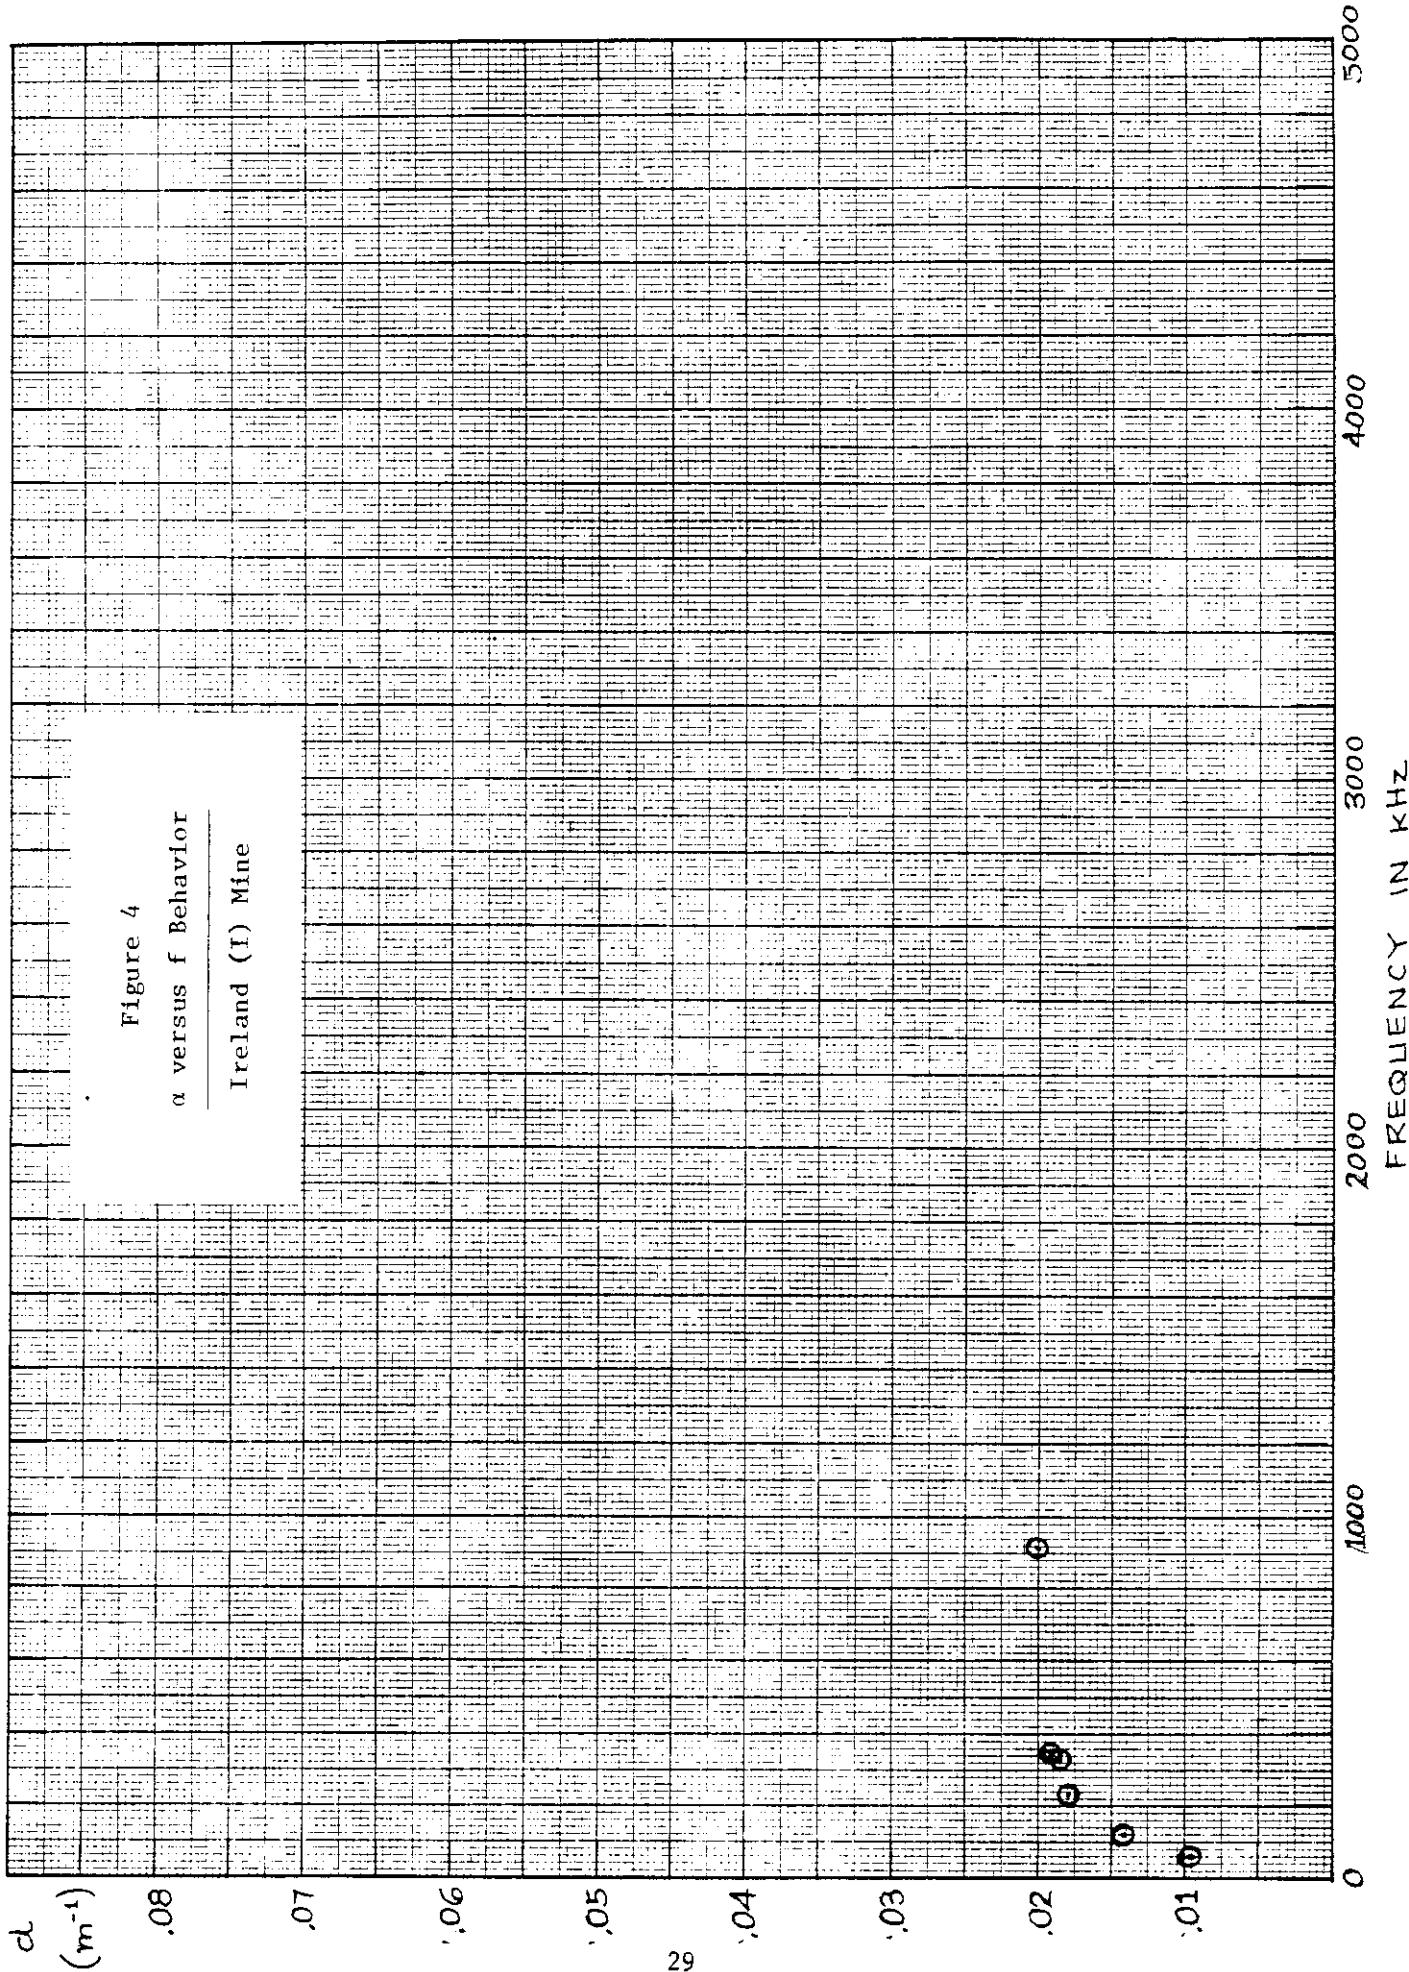 α
(m⁻¹)
.08
.07
.06
.05
.04
.03
.02
.01
Figure 4
α versus f Behavior
Ireland (I) Mine
0
1000
2000
3000
4000
5000
FREQUENCY IN KHZ
29